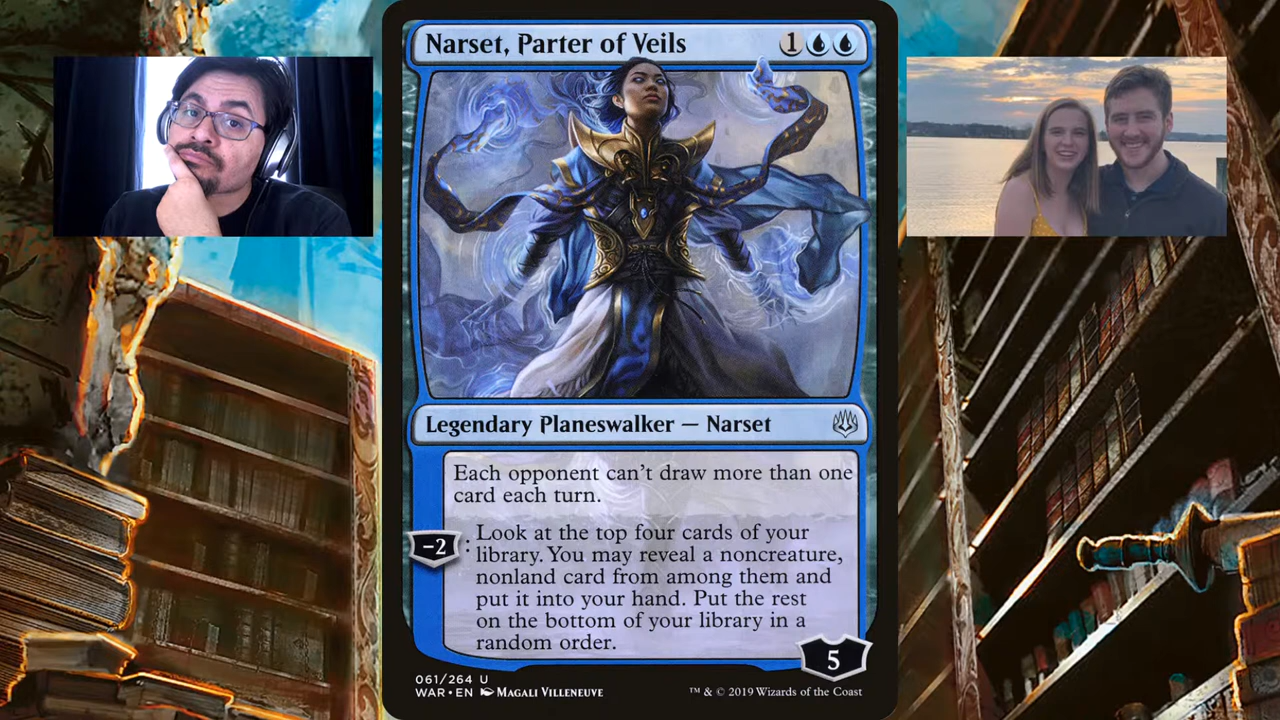 Narset, Parter of Veils 1
Legendary Planeswalker — Narset
Each opponent can't draw more than one
card each turn.
-2: Look at the top four cards of your
library. You may reveal a noncreature,
nonland card from among them and
put it into your hand. Put the rest
on the bottom of your library in a
random order.
5
061/264 U
WAR • EN Magali Villeneuve
™ & © 2019 Wizards of the Coast